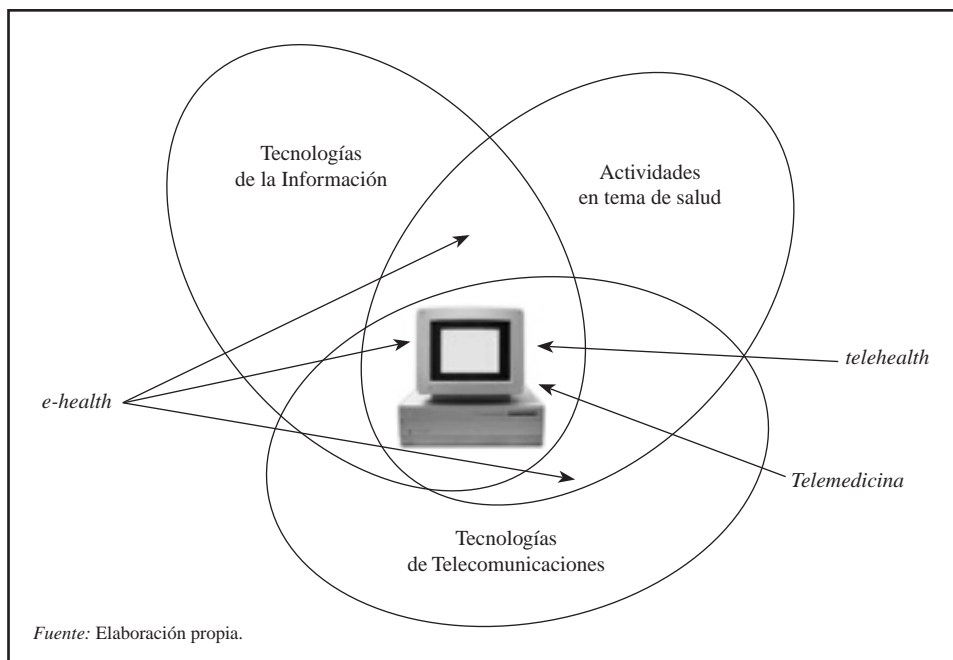 Tecnologías
de la Información
Actividades
en tema de salud
telehealth
e-health
Telemedicina
Tecnologías
de Telecomunicaciones
Fuente: Elaboración propia.